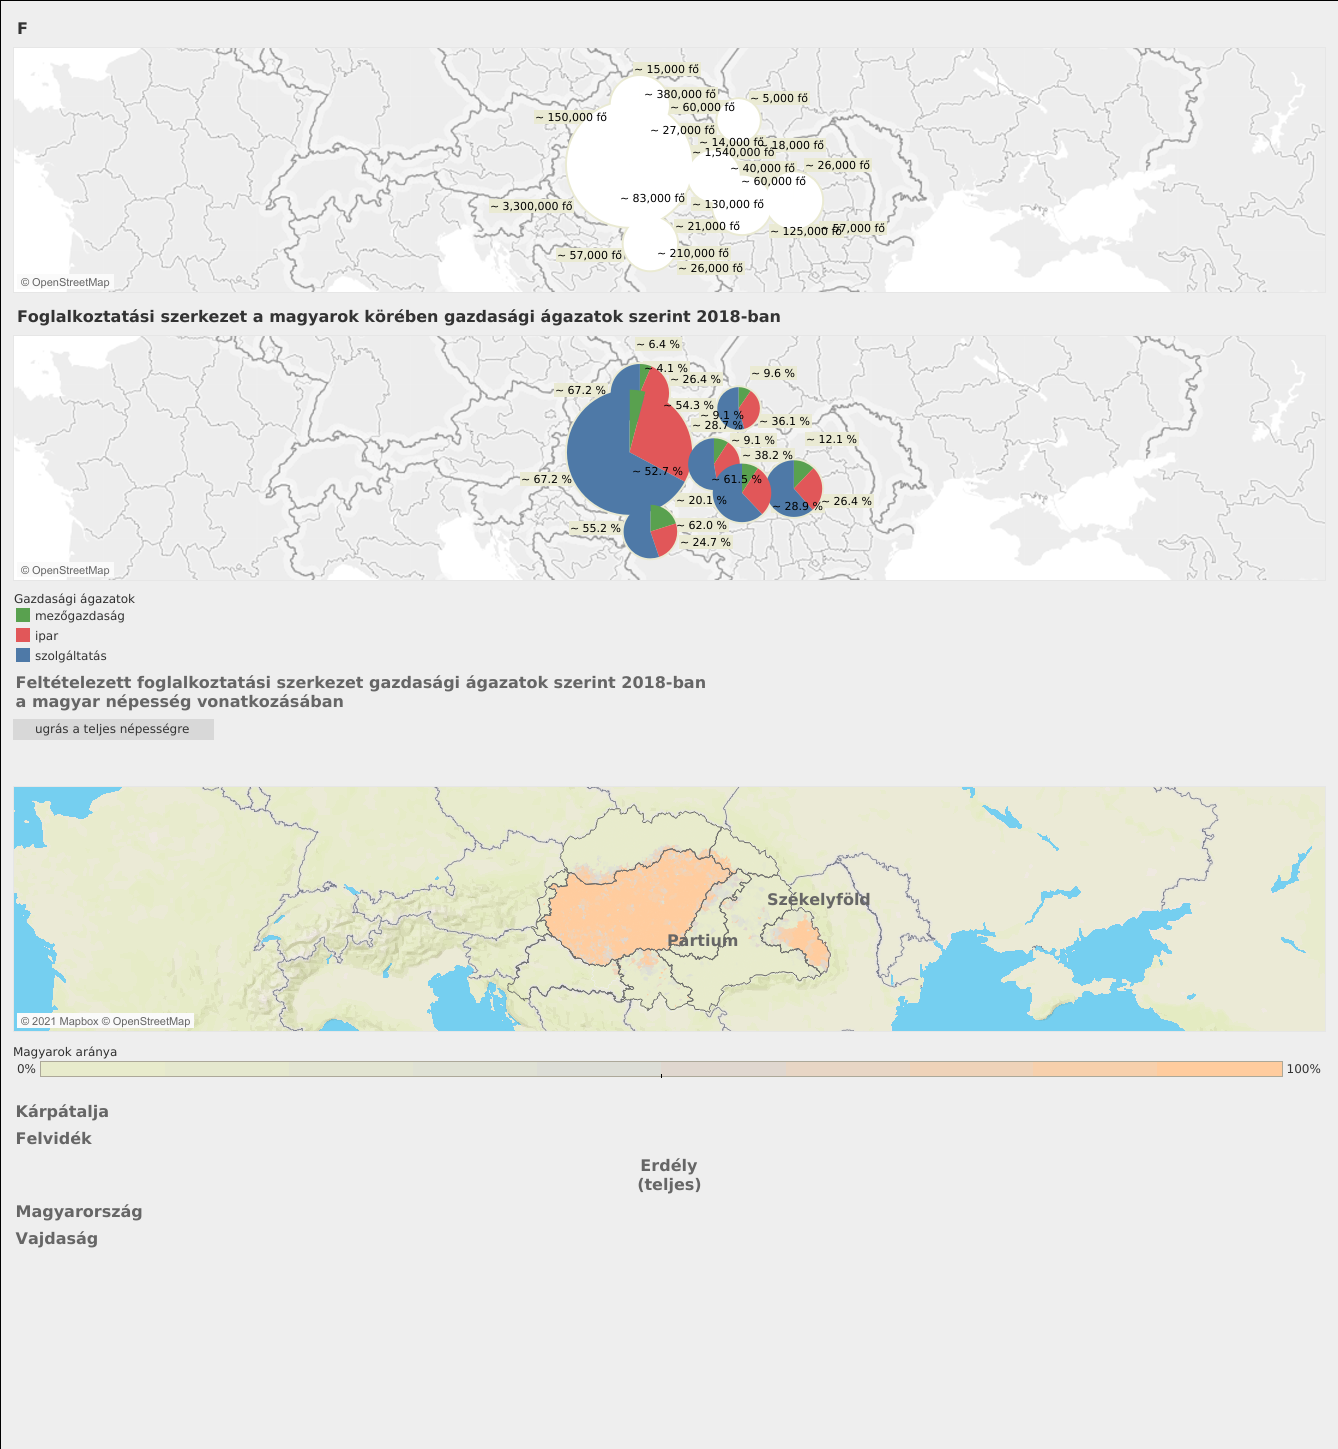 F
~ 15,000 fő
~ 380,000 fő
~ 5,000 fő
~ 60,000 fő
~ 150,000 fő
~ 27,000 fő
~ 14,000 fő
18,000 fő
~ 1,540,000 fő
~ 26,000 fő
~ 40,000 fő
~ 60,000 fő
~ 83,000 fő
~ 3,300,000 fő
~ 130,000 fő
~ 21,000 fő
~ 125,000 fő
57,000 fő
~ 57,000 fő
~ 210,000 fő
~ 26,000 fő
© OpenStreetMap
Foglalkoztatási szerkezet a magyarok körében gazdasági ágazatok szerint 2018-ban
~ 6.4 %
~ 4.1 %
~ 9.6 %
~ 26.4 %
~ 67.2 %
~ 54.3 %
~ 9.1 %
~ 36.1 %
~ 28.7 %
~ 9.1 %
~ 12.1 %
~ 38.2 %
~ 52.7 %
~ 67.2 %
~ 61.5 %
~ 20.1 %
~ 26.4 %
~ 28.9 %
~ 55.2 %
~ 62.0 %
~ 24.7 %
© OpenStreetMap
Gazdasági ágazatok
mezőgazdaság
ipar
szolgáltatás
Feltételezett foglalkoztatási szerkezet gazdasági ágazatok szerint 2018-ban
a magyar népesség vonatkozásában
ugrás a teljes népességre
Székelyföld
Partium
© 2021 Mapbox © OpenStreetMap
Magyarok aránya
0%
100%
Kárpátalja
Felvidék
Erdély
(teljes)
Magyarország
Vajdaság